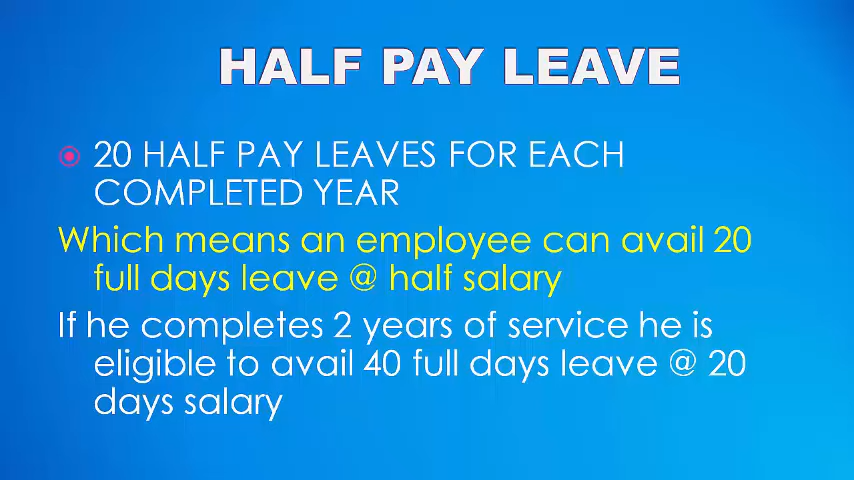 HALF PAY LEAVE
20 HALF PAY LEAVES FOR EACH
COMPLETED YEAR
Which means an employee can avail 20
full days leave @ half salary
If he completes 2 years of service he is
eligible to avail 40 full days leave @ 20
days salary